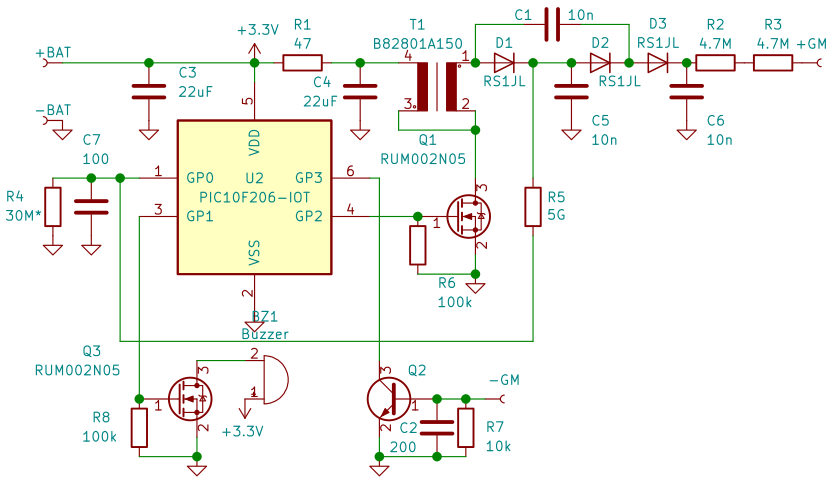 C1 10n
+3.3V R1 T1 D3 R2 R3
47 B82801A150 D1 D2 RS1JL 4.7M 4.7M +GM
+BAT
4 1
C3 C4 RS1JL RS1JL
22uF 22uF
-BAT 5 3 2
C7 VDD Q1 C5 C6
100 RUM002N05 10n 10n
1 GP0 U2 GP3 6
R4 PIC10F206-IOT 3 R5
30M* 3 GP1 GP2 4 1 5G
VSS 2
2 R6
100k
BZ1
Buzzer
Q3 2
RUM002N05 3 3 Q2
-GM
1 1 1
R8 +3.3V C2 R7
100k 2 2 200 10k